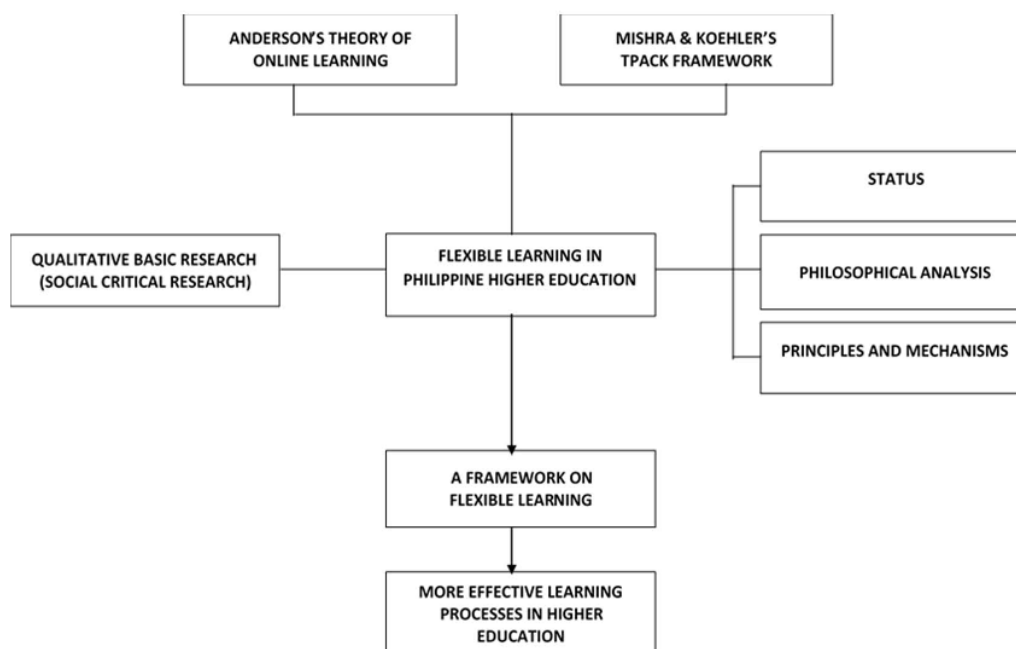 ANDERSON'S THEORY OF
ONLINE LEARNING
MISHRA & KOEHLER'S
TPACK FRAMEWORK
STATUS
QUALITATIVE BASIC RESEARCH
(SOCIAL CRITICAL RESEARCH)
FLEXIBLE LEARNING IN
PHILIPPINE HIGHER EDUCATION
PHILOSOPHICAL ANALYSIS
PRINCIPLES AND MECHANISMS
A FRAMEWORK ON
FLEXIBLE LEARNING
MORE EFFECTIVE LEARNING
PROCESSES IN HIGHER
EDUCATION